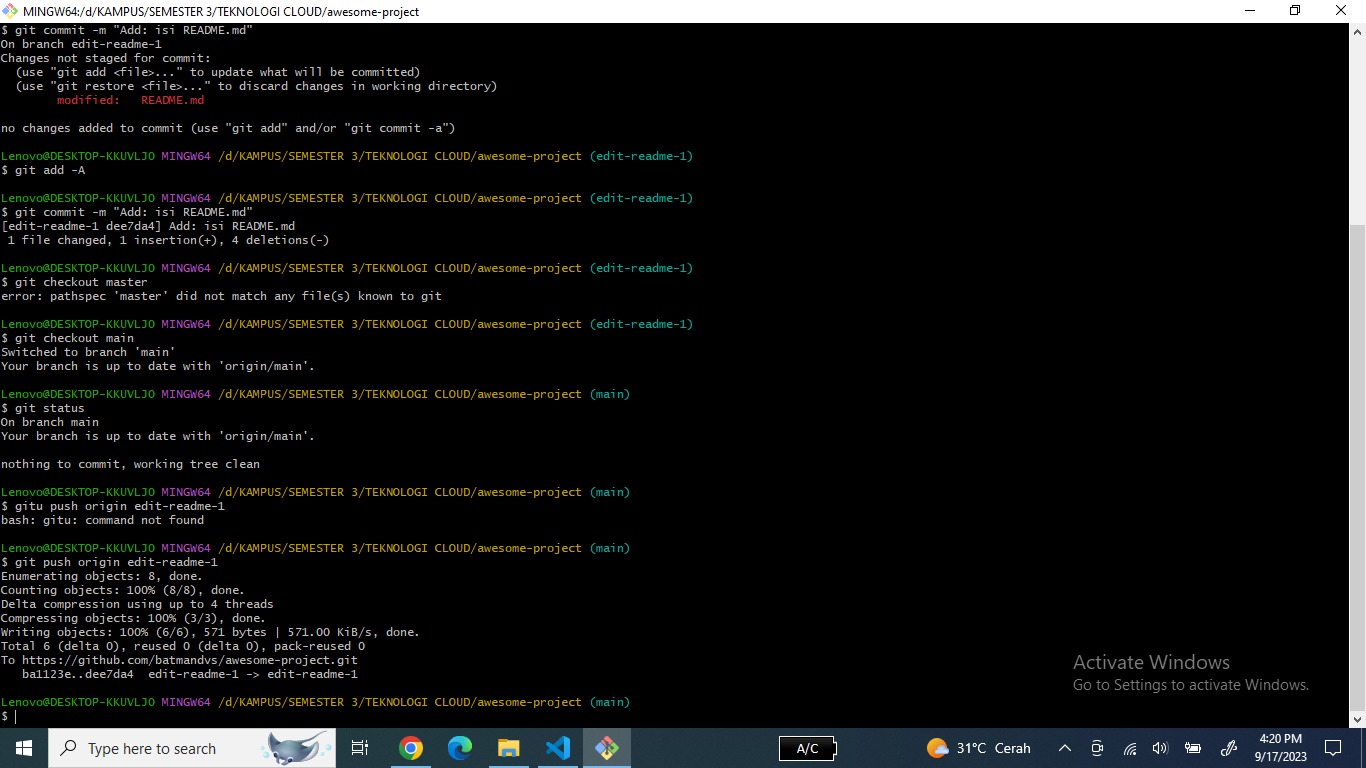 MINGW64:/d/KAMPUS/SEMESTER 3/TEKNOLOGI CLOUD/awesome-project
$ git commit -m "Add: isi README.md"
On branch edit-readme-1
Changes not staged for commit:
  (use "git add <file>..." to update what will be committed)
  (use "git restore <file>..." to discard changes in working directory)
        modified:   README.md

no changes added to commit (use "git add" and/or "git commit -a")

Lenovo@DESKTOP-KKUVLJO MINGW64 /d/KAMPUS/SEMESTER 3/TEKNOLOGI CLOUD/awesome-project (edit-readme-1)
$ git add -A

Lenovo@DESKTOP-KKUVLJO MINGW64 /d/KAMPUS/SEMESTER 3/TEKNOLOGI CLOUD/awesome-project (edit-readme-1)
$ git commit -m "Add: isi README.md"
[edit-readme-1 dee7da4] Add: isi README.md
 1 file changed, 1 insertion(+), 4 deletions(-)

Lenovo@DESKTOP-KKUVLJO MINGW64 /d/KAMPUS/SEMESTER 3/TEKNOLOGI CLOUD/awesome-project (edit-readme-1)
$ git checkout master
error: pathspec 'master' did not match any file(s) known to git

Lenovo@DESKTOP-KKUVLJO MINGW64 /d/KAMPUS/SEMESTER 3/TEKNOLOGI CLOUD/awesome-project (edit-readme-1)
$ git checkout main
Switched to branch 'main'
Your branch is up to date with 'origin/main'.

Lenovo@DESKTOP-KKUVLJO MINGW64 /d/KAMPUS/SEMESTER 3/TEKNOLOGI CLOUD/awesome-project (main)
$ git status
On branch main
Your branch is up to date with 'origin/main'.

nothing to commit, working tree clean

Lenovo@DESKTOP-KKUVLJO MINGW64 /d/KAMPUS/SEMESTER 3/TEKNOLOGI CLOUD/awesome-project (main)
$ gitu push origin edit-readme-1
bash: gitu: command not found

Lenovo@DESKTOP-KKUVLJO MINGW64 /d/KAMPUS/SEMESTER 3/TEKNOLOGI CLOUD/awesome-project (main)
$ git push origin edit-readme-1
Enumerating objects: 8, done.
Counting objects: 100% (8/8), done.
Delta compression using up to 4 threads
Compressing objects: 100% (3/3), done.
Writing objects: 100% (6/6), 571 bytes | 571.00 KiB/s, done.
Total 6 (delta 0), reused 0 (delta 0), pack-reused 0
To https://github.com/batmandvs/awesome-project.git
   ba1123e..dee7da4  edit-readme-1 -> edit-readme-1

Lenovo@DESKTOP-KKUVLJO MINGW64 /d/KAMPUS/SEMESTER 3/TEKNOLOGI CLOUD/awesome-project (main)
$
Activate Windows
Go to Settings to activate Windows.
Type here to search
A/C
31°C Cerah
4:20 PM
9/17/2023